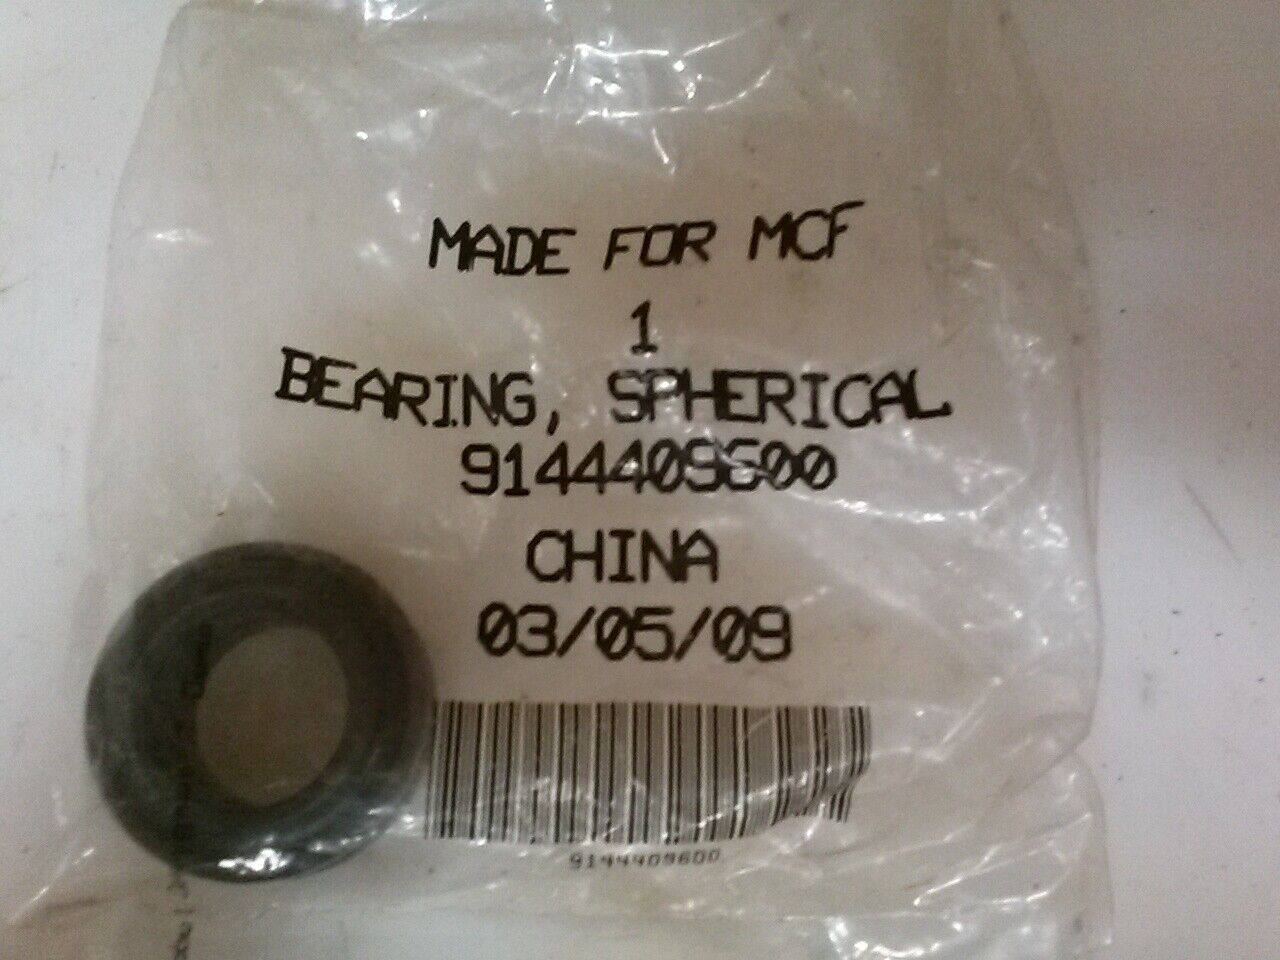 MADE FOR MCF
1
BEARING, SPHERICAL
9144409600
CHINA
03/05/09
9144409600